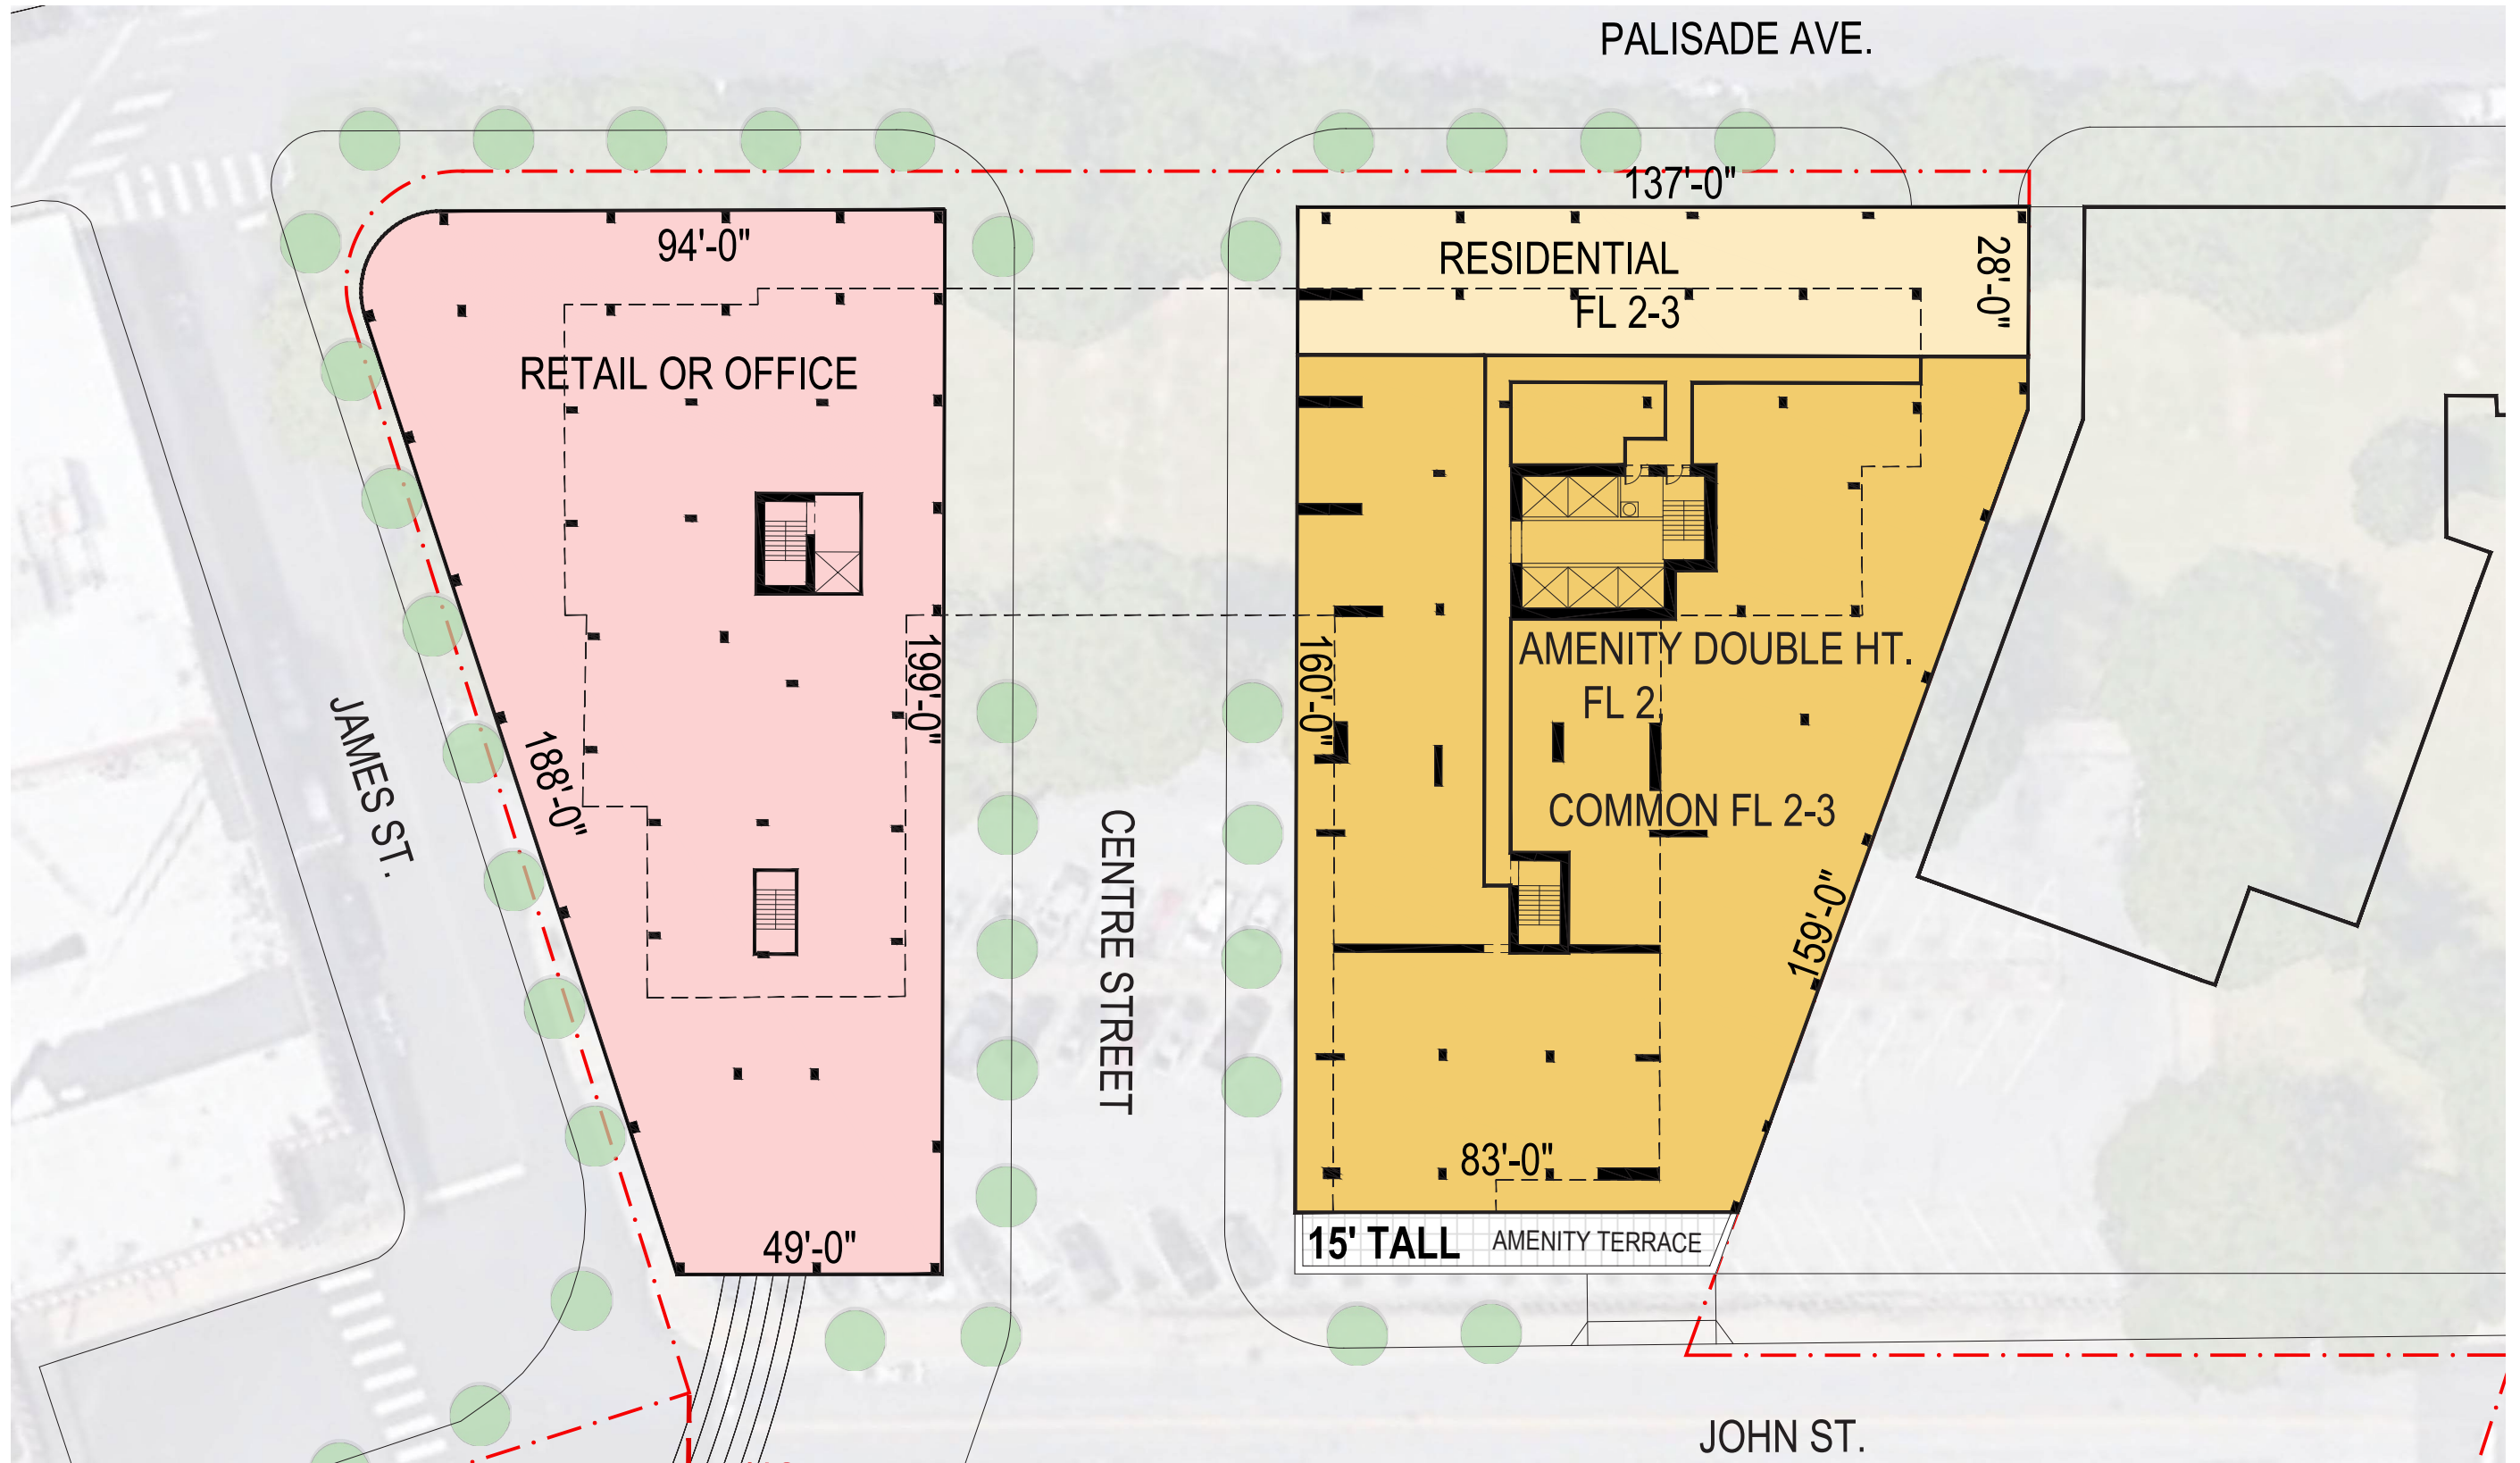 PALISADE AVE.
137'-0"
94'-0"
RESIDENTIAL
FL 2-3
28'-0"
RETAIL OR OFFICE
199'-0"
160'-0"
AMENITY DOUBLE HT.
FL 2
JAMES ST.
188'-0"
COMMON FL 2-3
CENTRE STREET
159'-0"
83'-0"
49'-0"
15' TALL
AMENITY TERRACE
JOHN ST.